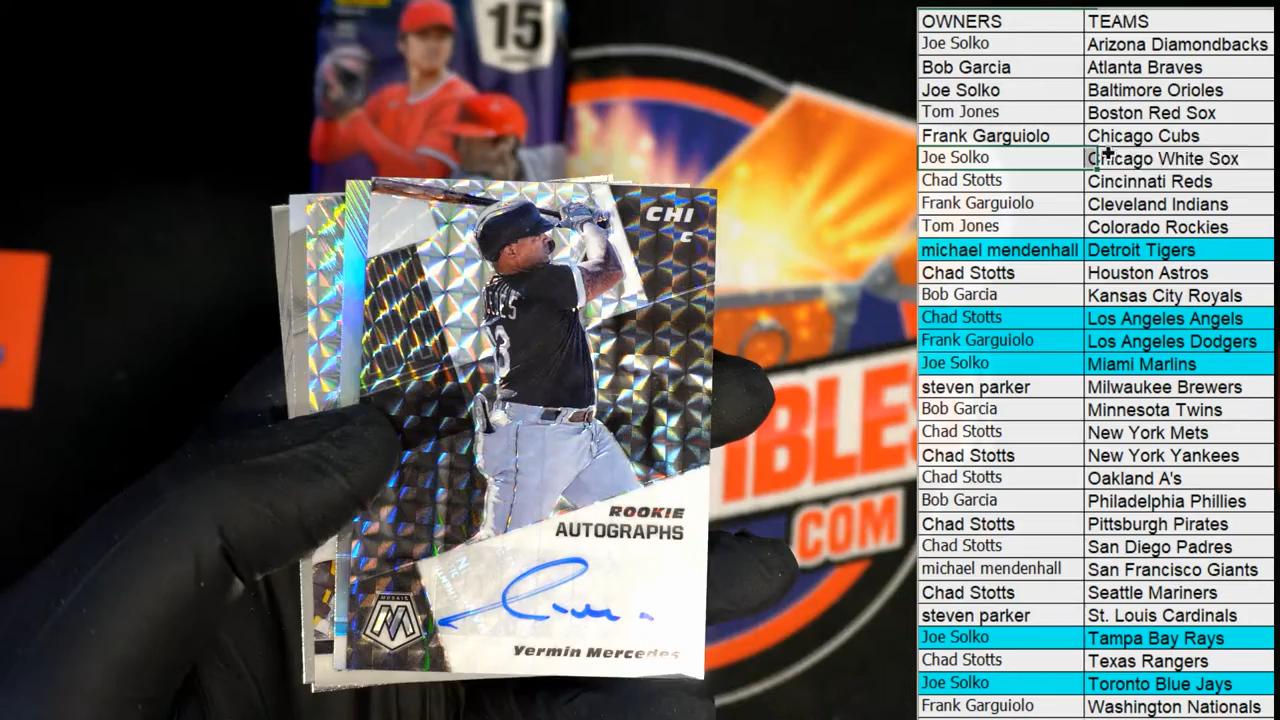 15
CHI
C
3
ROOKIE
AUTOGRAPHS
MOSAIC
M
Yermin Mercedes
IBLE
.COM
OWNERS TEAMS
Joe Solko Arizona Diamondbacks
Bob Garcia Atlanta Braves
Joe Solko Baltimore Orioles
Tom Jones Boston Red Sox
Frank Garguiolo Chicago Cubs
Joe Solko Chicago White Sox
Chad Stotts Cincinnati Reds
Frank Garguiolo Cleveland Indians
Tom Jones Colorado Rockies
michael mendenhall Detroit Tigers
Chad Stotts Houston Astros
Bob Garcia Kansas City Royals
Chad Stotts Los Angeles Angels
Frank Garguiolo Los Angeles Dodgers
Joe Solko Miami Marlins
steven parker Milwaukee Brewers
Bob Garcia Minnesota Twins
Chad Stotts New York Mets
Chad Stotts New York Yankees
Chad Stotts Oakland A's
Bob Garcia Philadelphia Phillies
Chad Stotts Pittsburgh Pirates
Chad Stotts San Diego Padres
michael mendenhall San Francisco Giants
Chad Stotts Seattle Mariners
steven parker St. Louis Cardinals
Joe Solko Tampa Bay Rays
Chad Stotts Texas Rangers
Joe Solko Toronto Blue Jays
Frank Garguiolo Washington Nationals